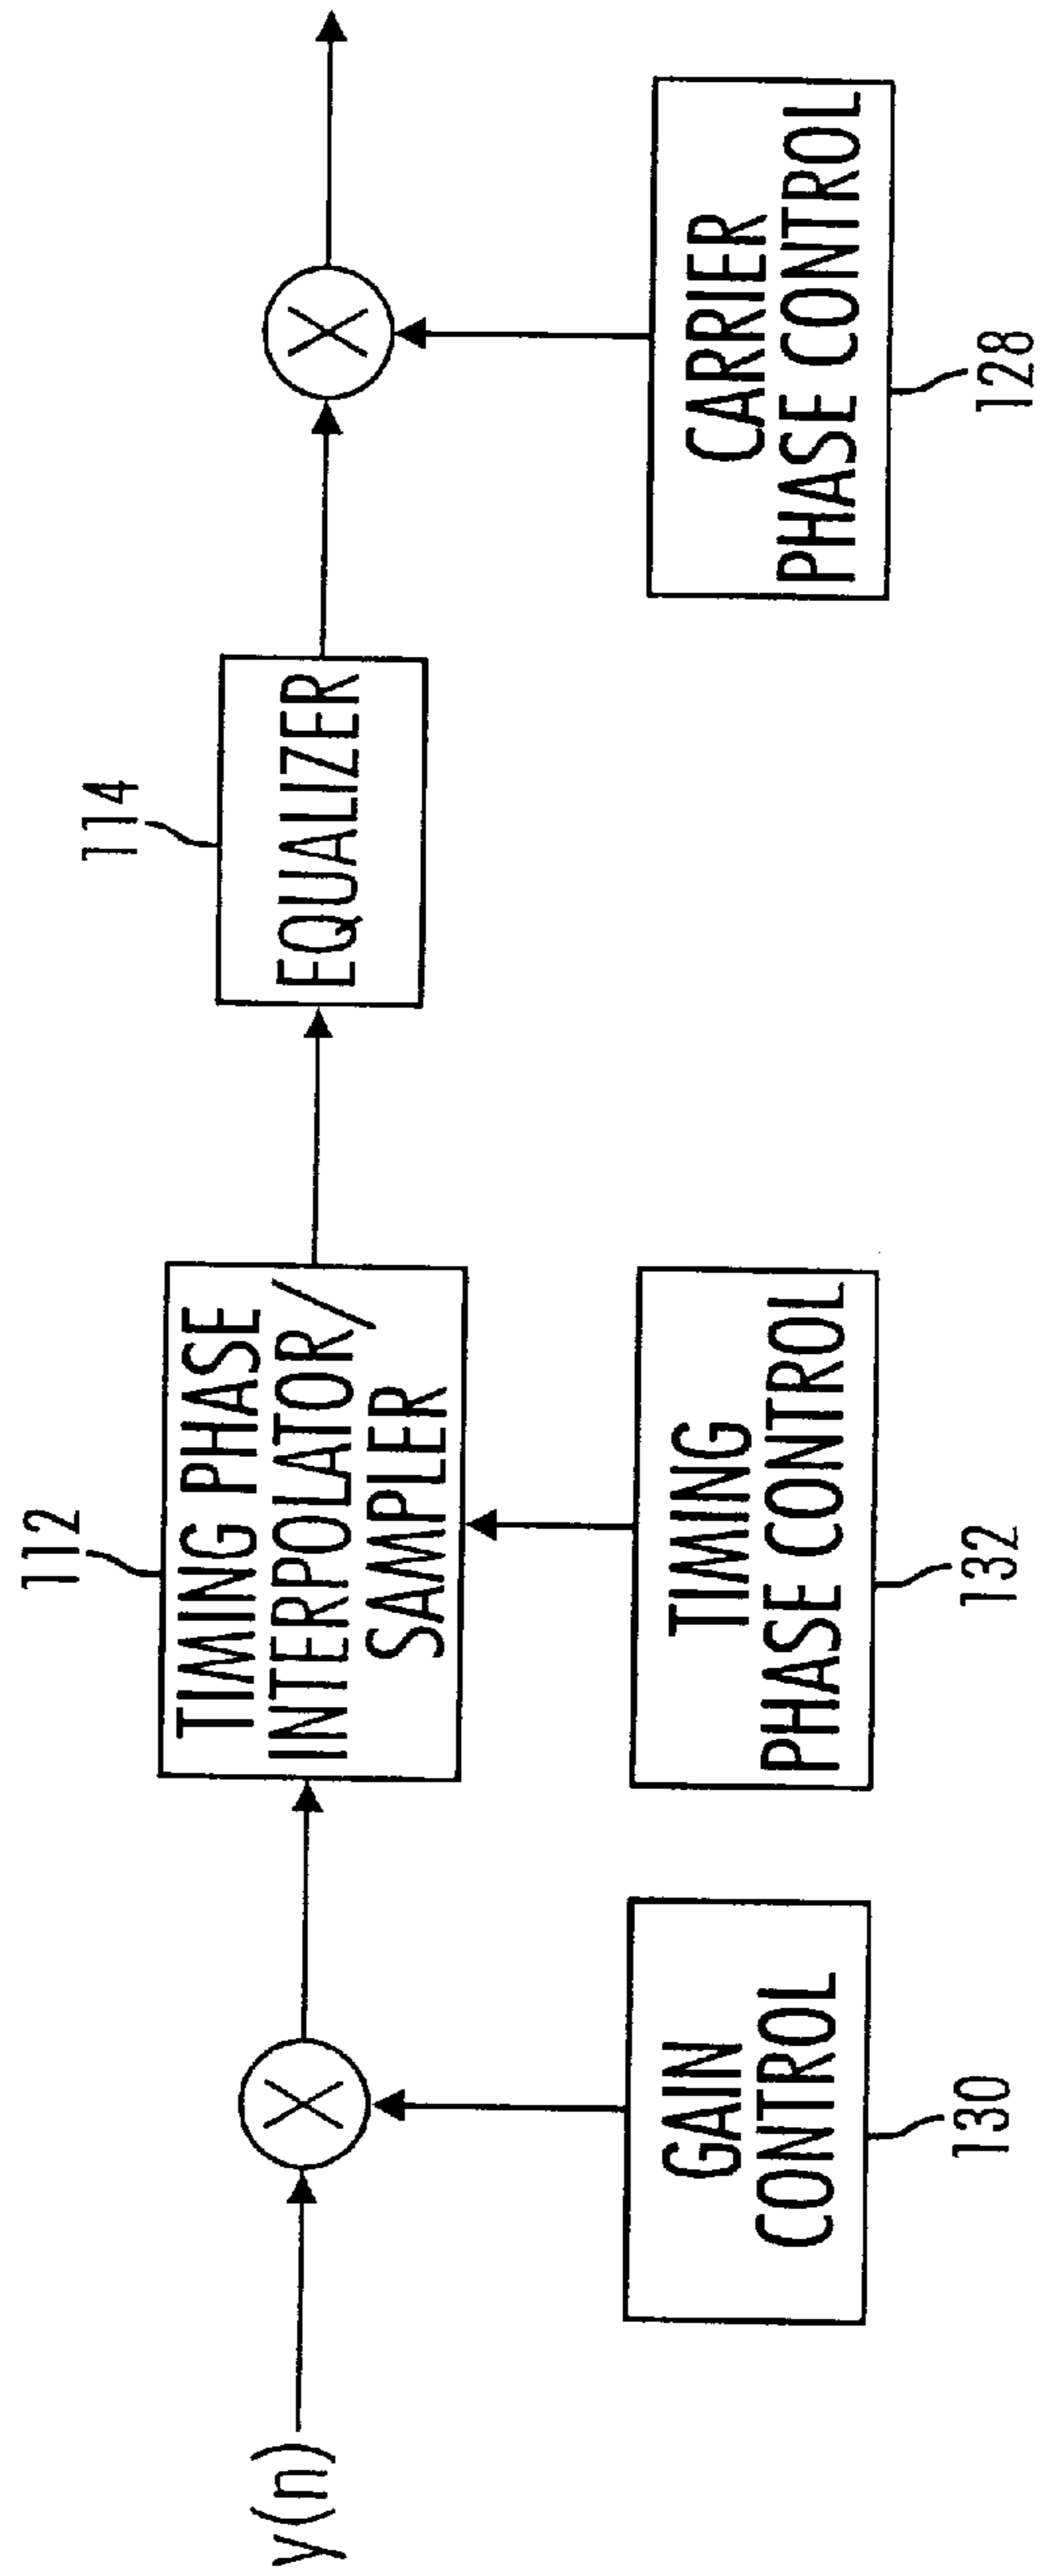 y(n)
GAIN
CONTROL
130
112
TIMING PHASE
INTERPOLATOR/
SAMPLER
TIMING
PHASE CONTROL
132
114
EQUALIZER
CARRIER
PHASE CONTROL
128
X
X